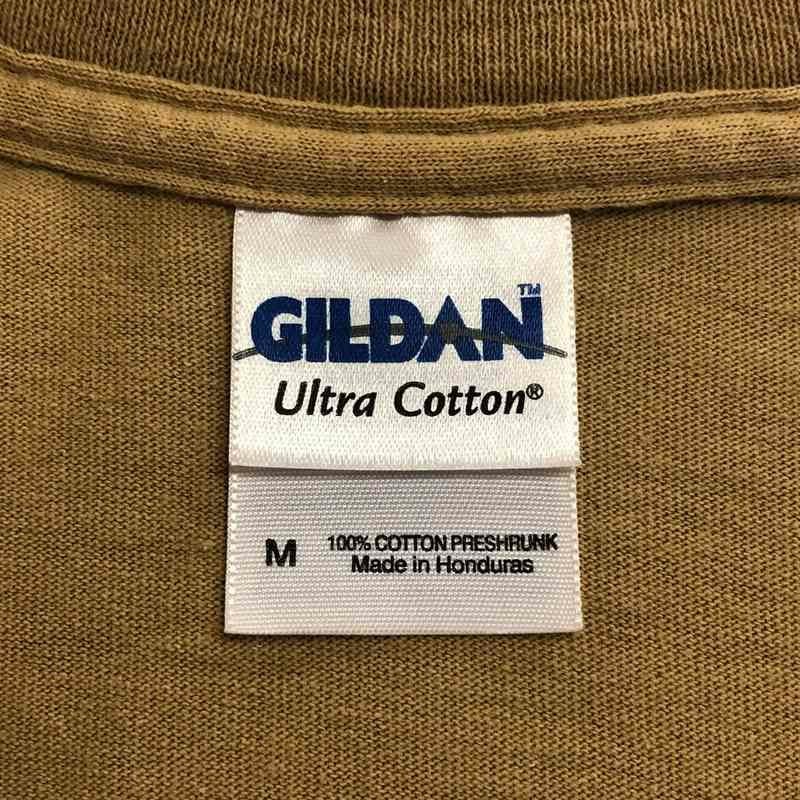 GILDAN™
Ultra Cotton®
M
100% COTTON PRESHRUNK
Made in Honduras